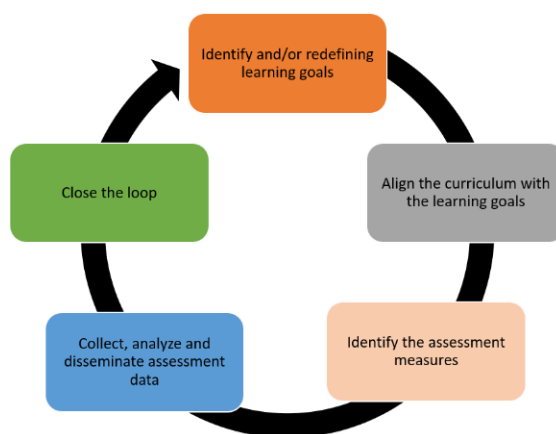 Identify and/or redefining
learning goals
Align the curriculum with
the learning goals
Identify the assessment
measures
Collect, analyze and
disseminate assessment
data
Close the loop